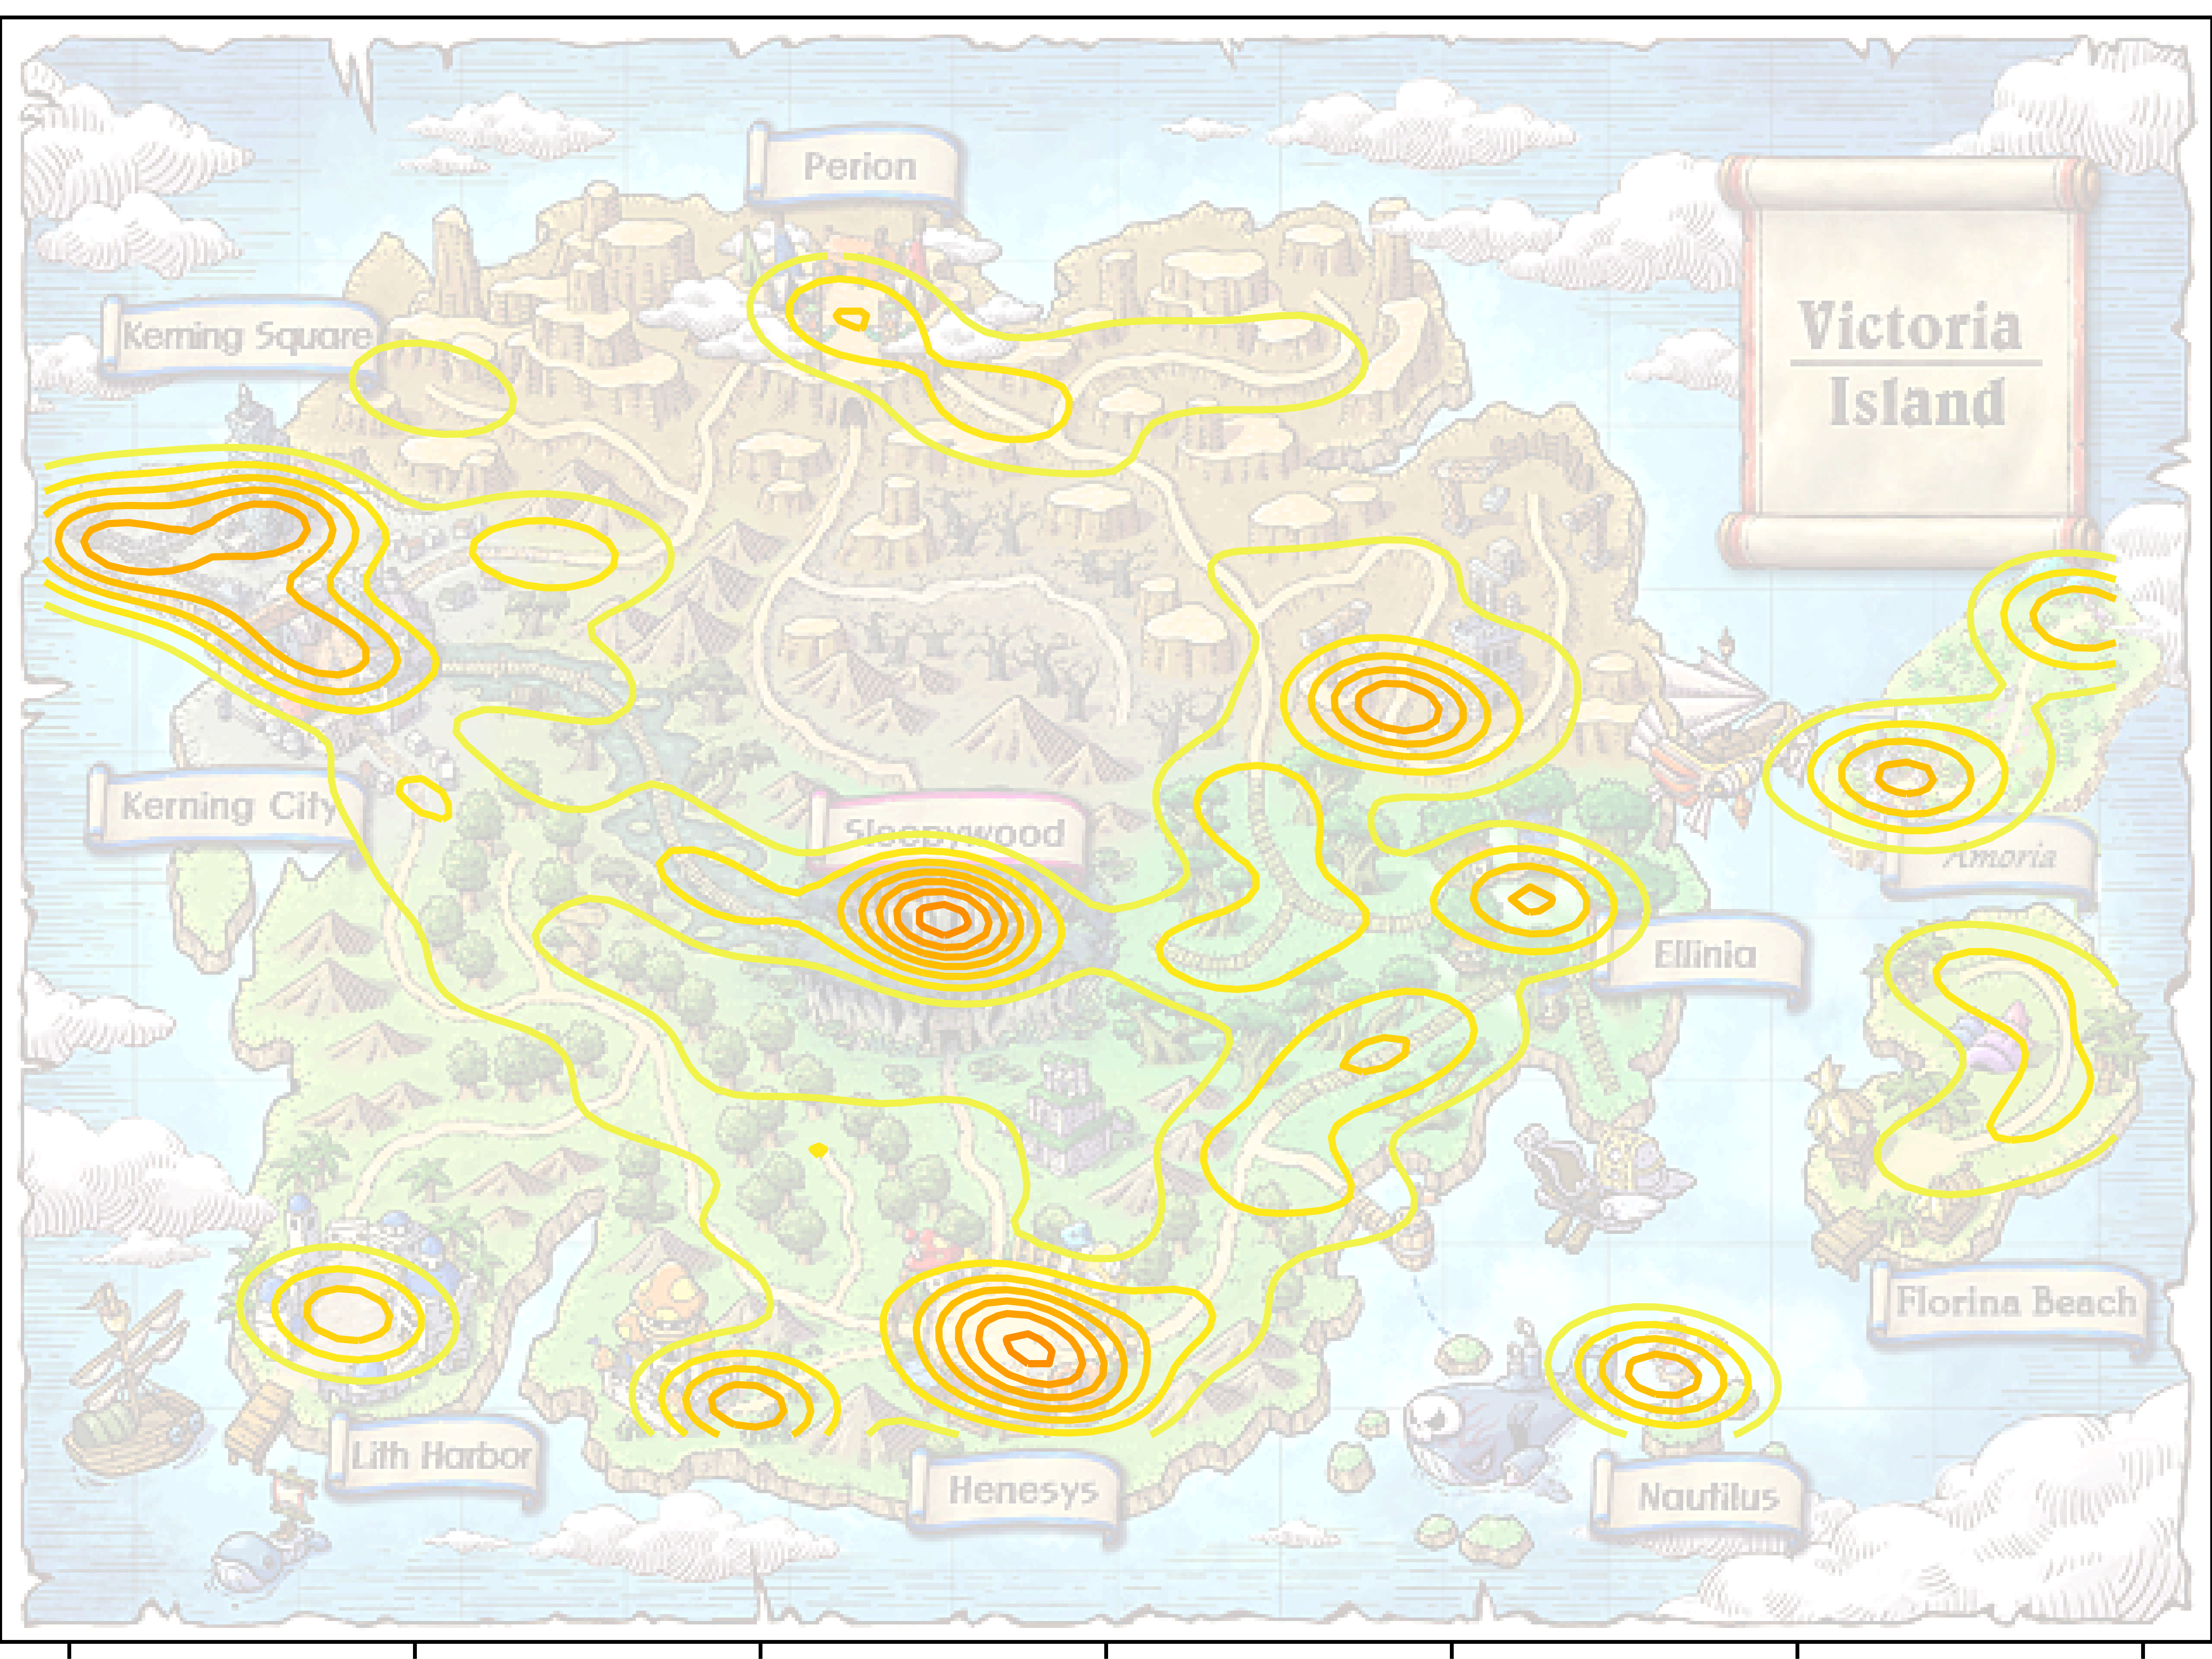 Perion
Kerning Square
Victoria
Island
Kerning City
Sleepywood
Amoria
Ellinia
Florina Beach
Lith Harbor
Henesys
Nautilus